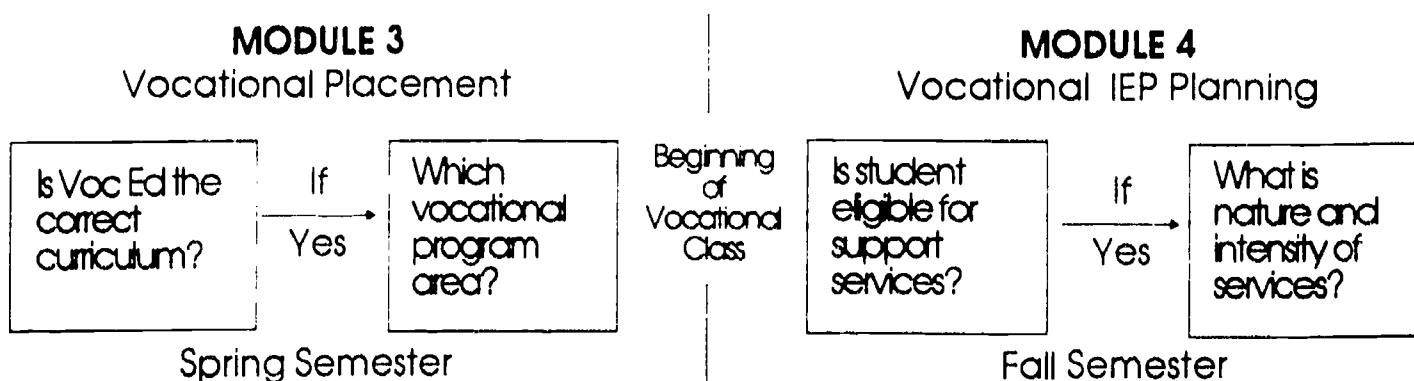 MODULE 3
Vocational Placement
Is Voc Ed the
correct
curriculum?
If
Yes
Which
vocational
program
area?
Spring Semester
Beginning
of
Vocational
Class
MODULE 4
Vocational IEP Planning
Is student
eligible for
support
services?
If
Yes
What is
nature and
intensity of
services?
Fall Semester